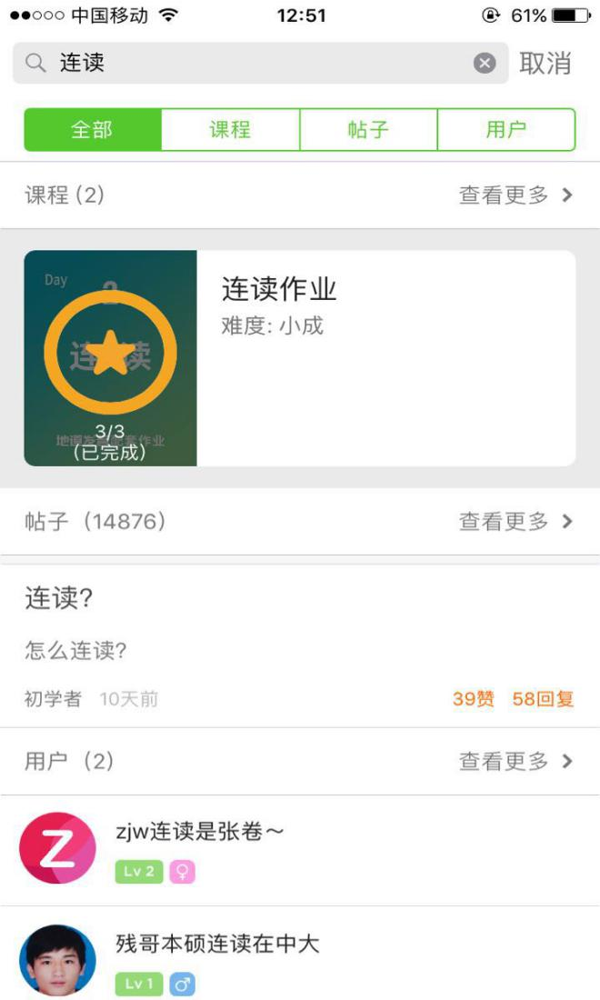 中国移动 12:51 61%
连读 取消
全部 课程 帖子 用户
课程 (2) 查看更多
Day
2
连读
3/3
地道发音配套作业
(已完成)
连读作业
难度: 小成
帖子（14876） 查看更多
连读?
怎么连读?
初学者 10天前 39赞 58回复
用户（2） 查看更多
Z
zjw连读是张卷～
Lv 2
残哥本硕连读在中大
Lv 1